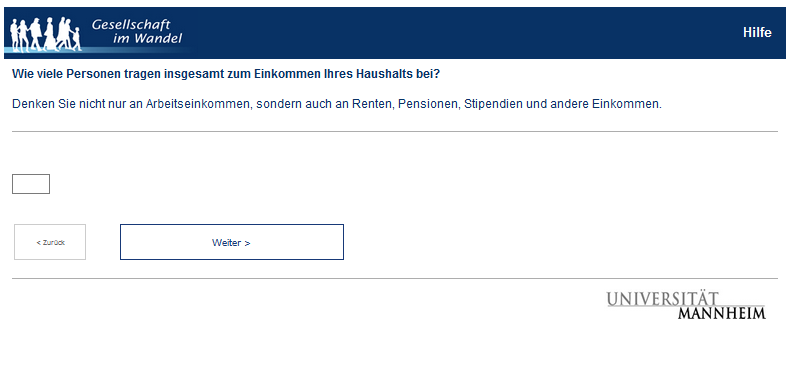 Gesellschaft
im Wandel
Hilfe
Wie viele Personen tragen insgesamt zum Einkommen Ihres Haushalts bei?
Denken Sie nicht nur an Arbeitseinkommen, sondern auch an Renten, Pensionen, Stipendien und andere Einkommen.
< Zurück
Weiter >
UNIVERSITÄT
MANNHEIM